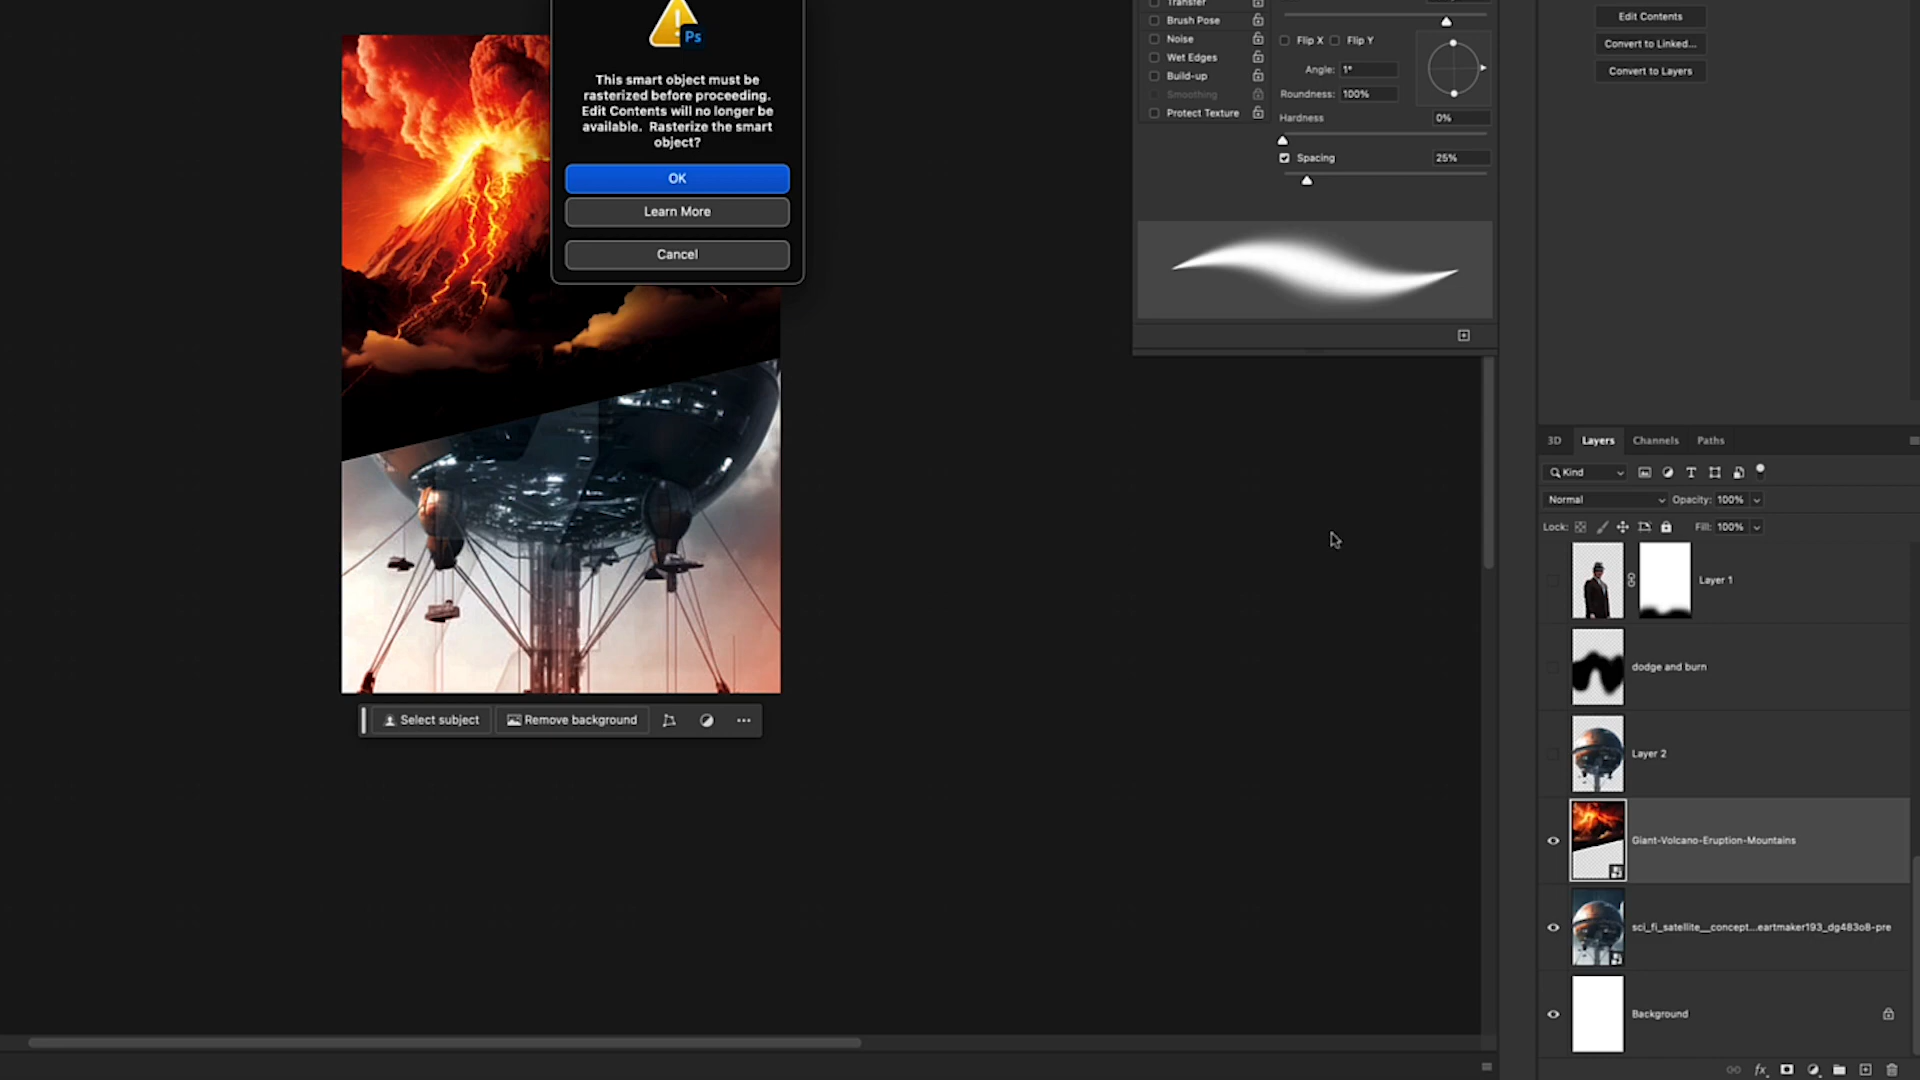 Ps
This smart object must be
rasterized before proceeding.
Edit Contents will no longer be
available. Rasterize the smart
object?
OK
Learn More
Cancel
Transfer
Brush Pose
Noise
Wet Edges
Build-up
Smoothing
Protect Texture
Flip X
Flip Y
Angle: 1°
Roundness: 100%
Hardness
0%
Spacing
25%
Edit Contents
Convert to Linked...
Convert to Layers
Select subject
Remove background
3D
Layers
Channels
Paths
Kind
Normal
Opacity: 100%
Lock:
Fill: 100%
Layer 1
dodge and burn
Layer 2
Giant-Volcano-Eruption-Mountains
sci_fi_satellite__concept...eartmaker193_dg483o8-pre
Background
fx